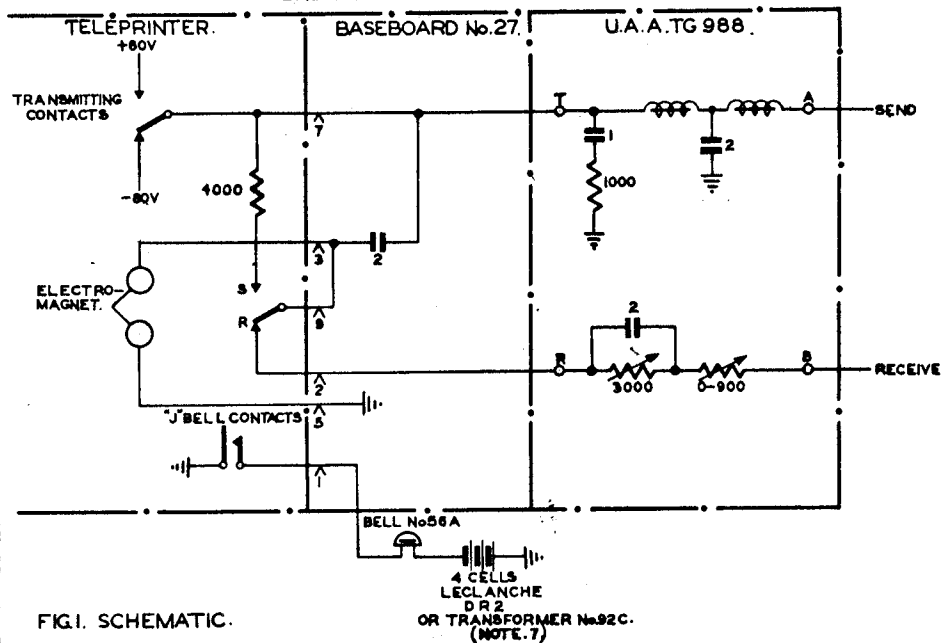 TELEPRINTER.
BASEBOARD No.27.
U.A.A.TG 988.
+80V
TRANSMITTING
CONTACTS
-80V
4000
7
T
1
1000
2
A
SEND
3
2
ELECTRO-
MAGNET.
S
R
9
2
R
2
3000
0-900
B
RECEIVE
5
"J" BELL CONTACTS
1
BELL No56A
4 CELLS
LECLANCHE
D R 2
OR TRANSFORMER No.92C.
(NOTE.7)
FIG.1. SCHEMATIC.